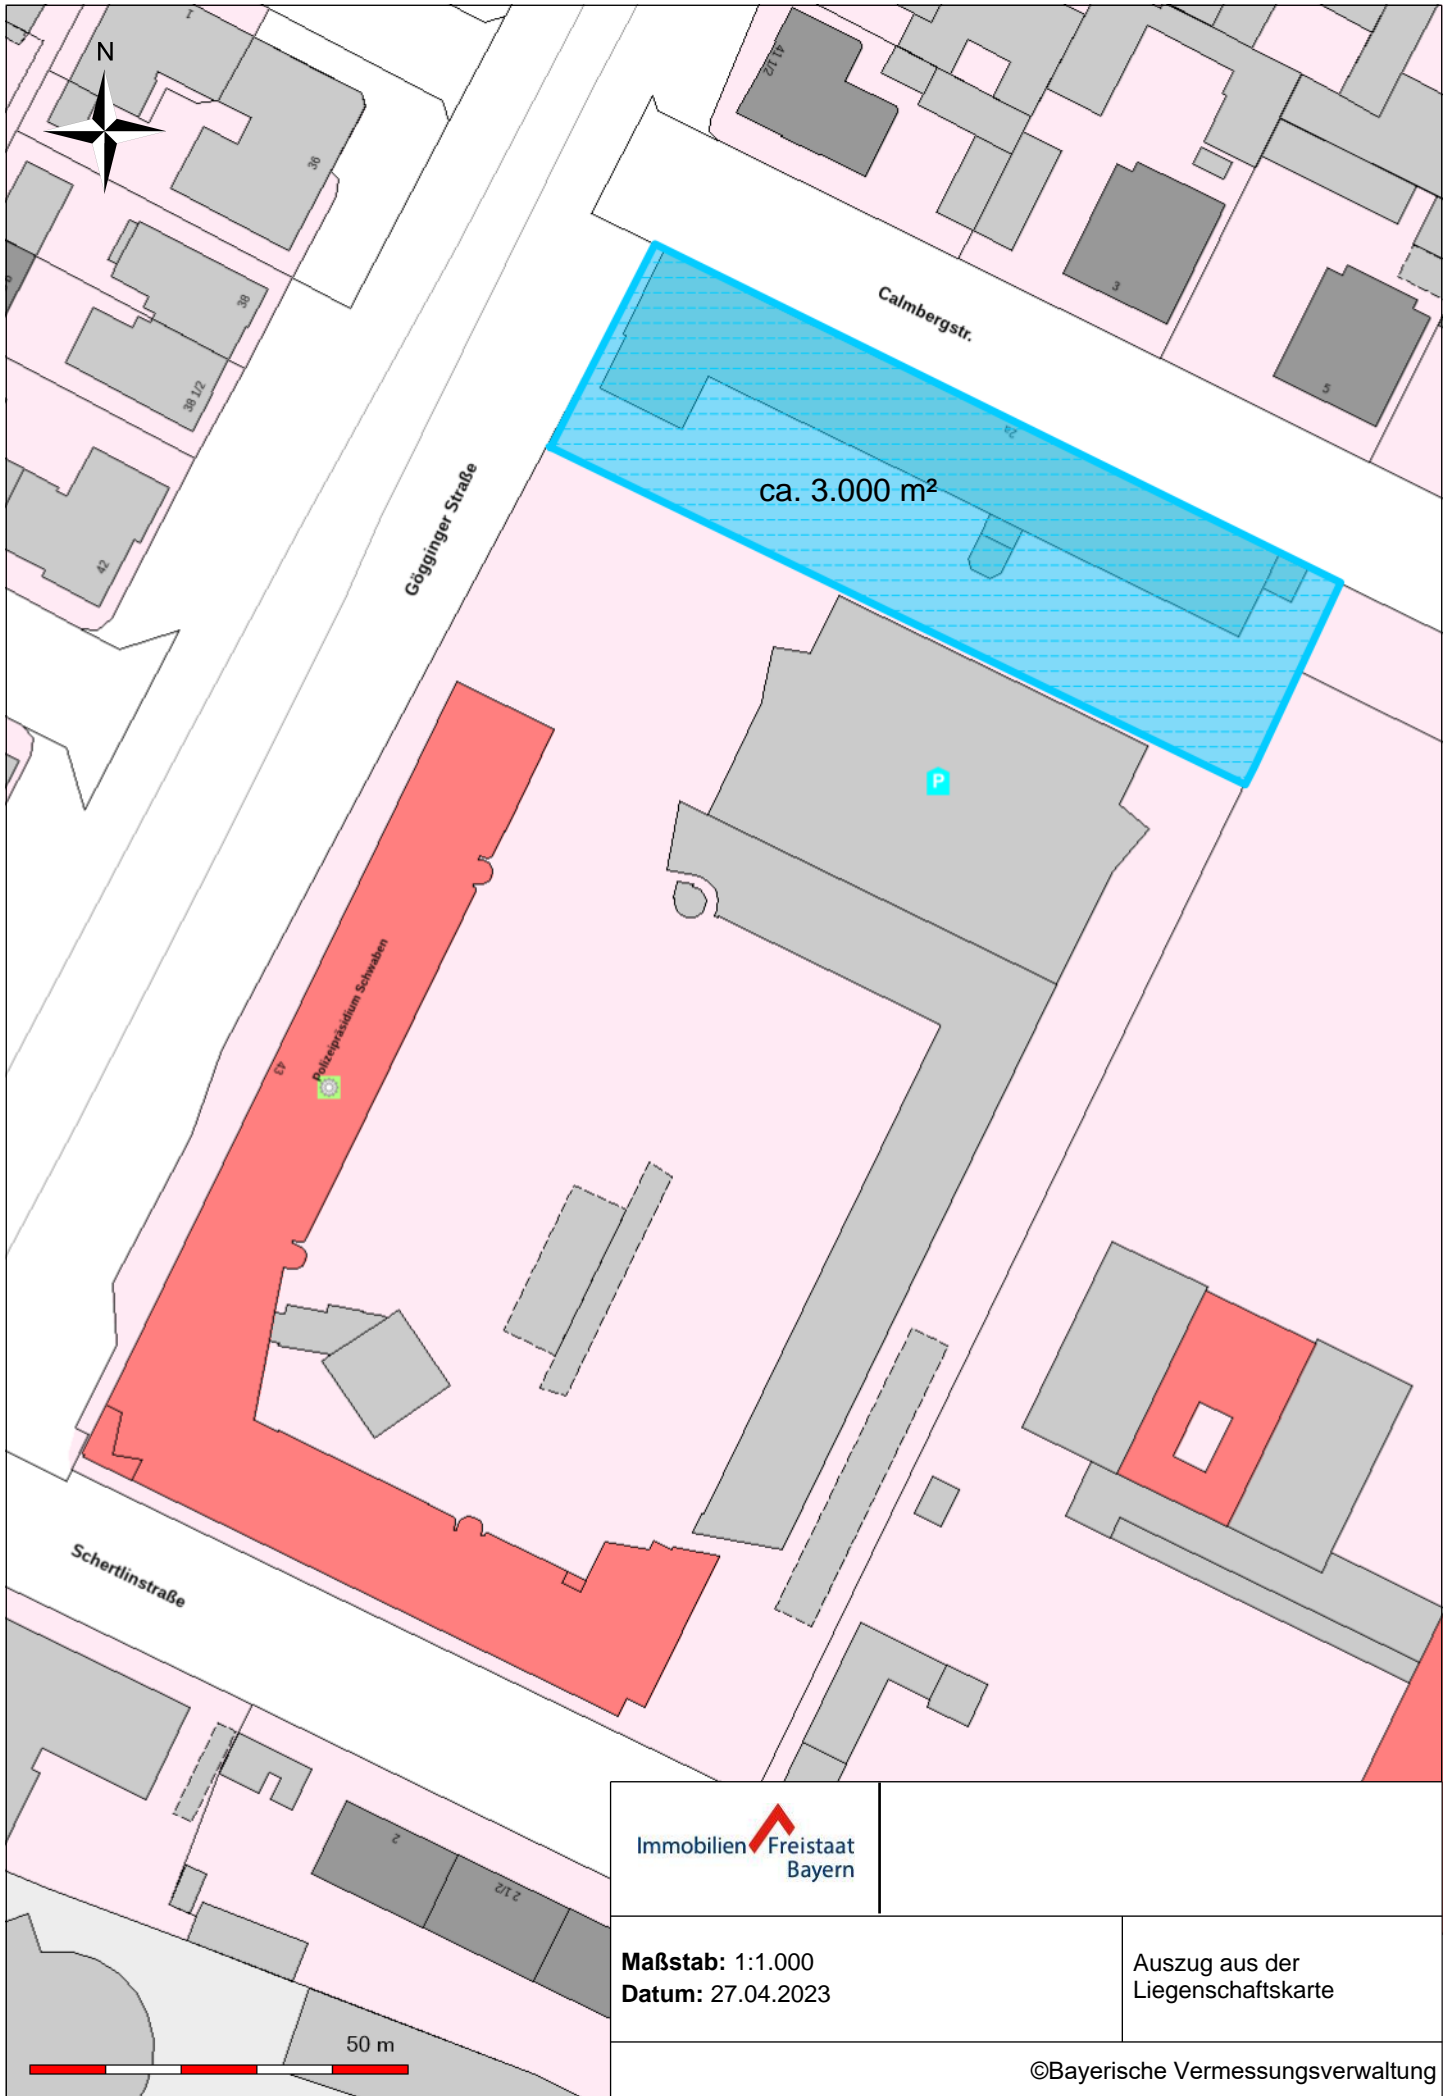 1
N
41 1/2
36
38
3
Calmbergstr.
38 1/2
5
2a
Gögginger Straße
ca. 3.000 m²
42
P
Polizeipräsidium Schwaben
43
Schertlinstraße
2
2 1/2
Immobilien Freistaat
Bayern
Maßstab: 1:1.000
Datum: 27.04.2023
Auszug aus der
Liegenschaftskarte
50 m
©Bayerische Vermessungsverwaltung